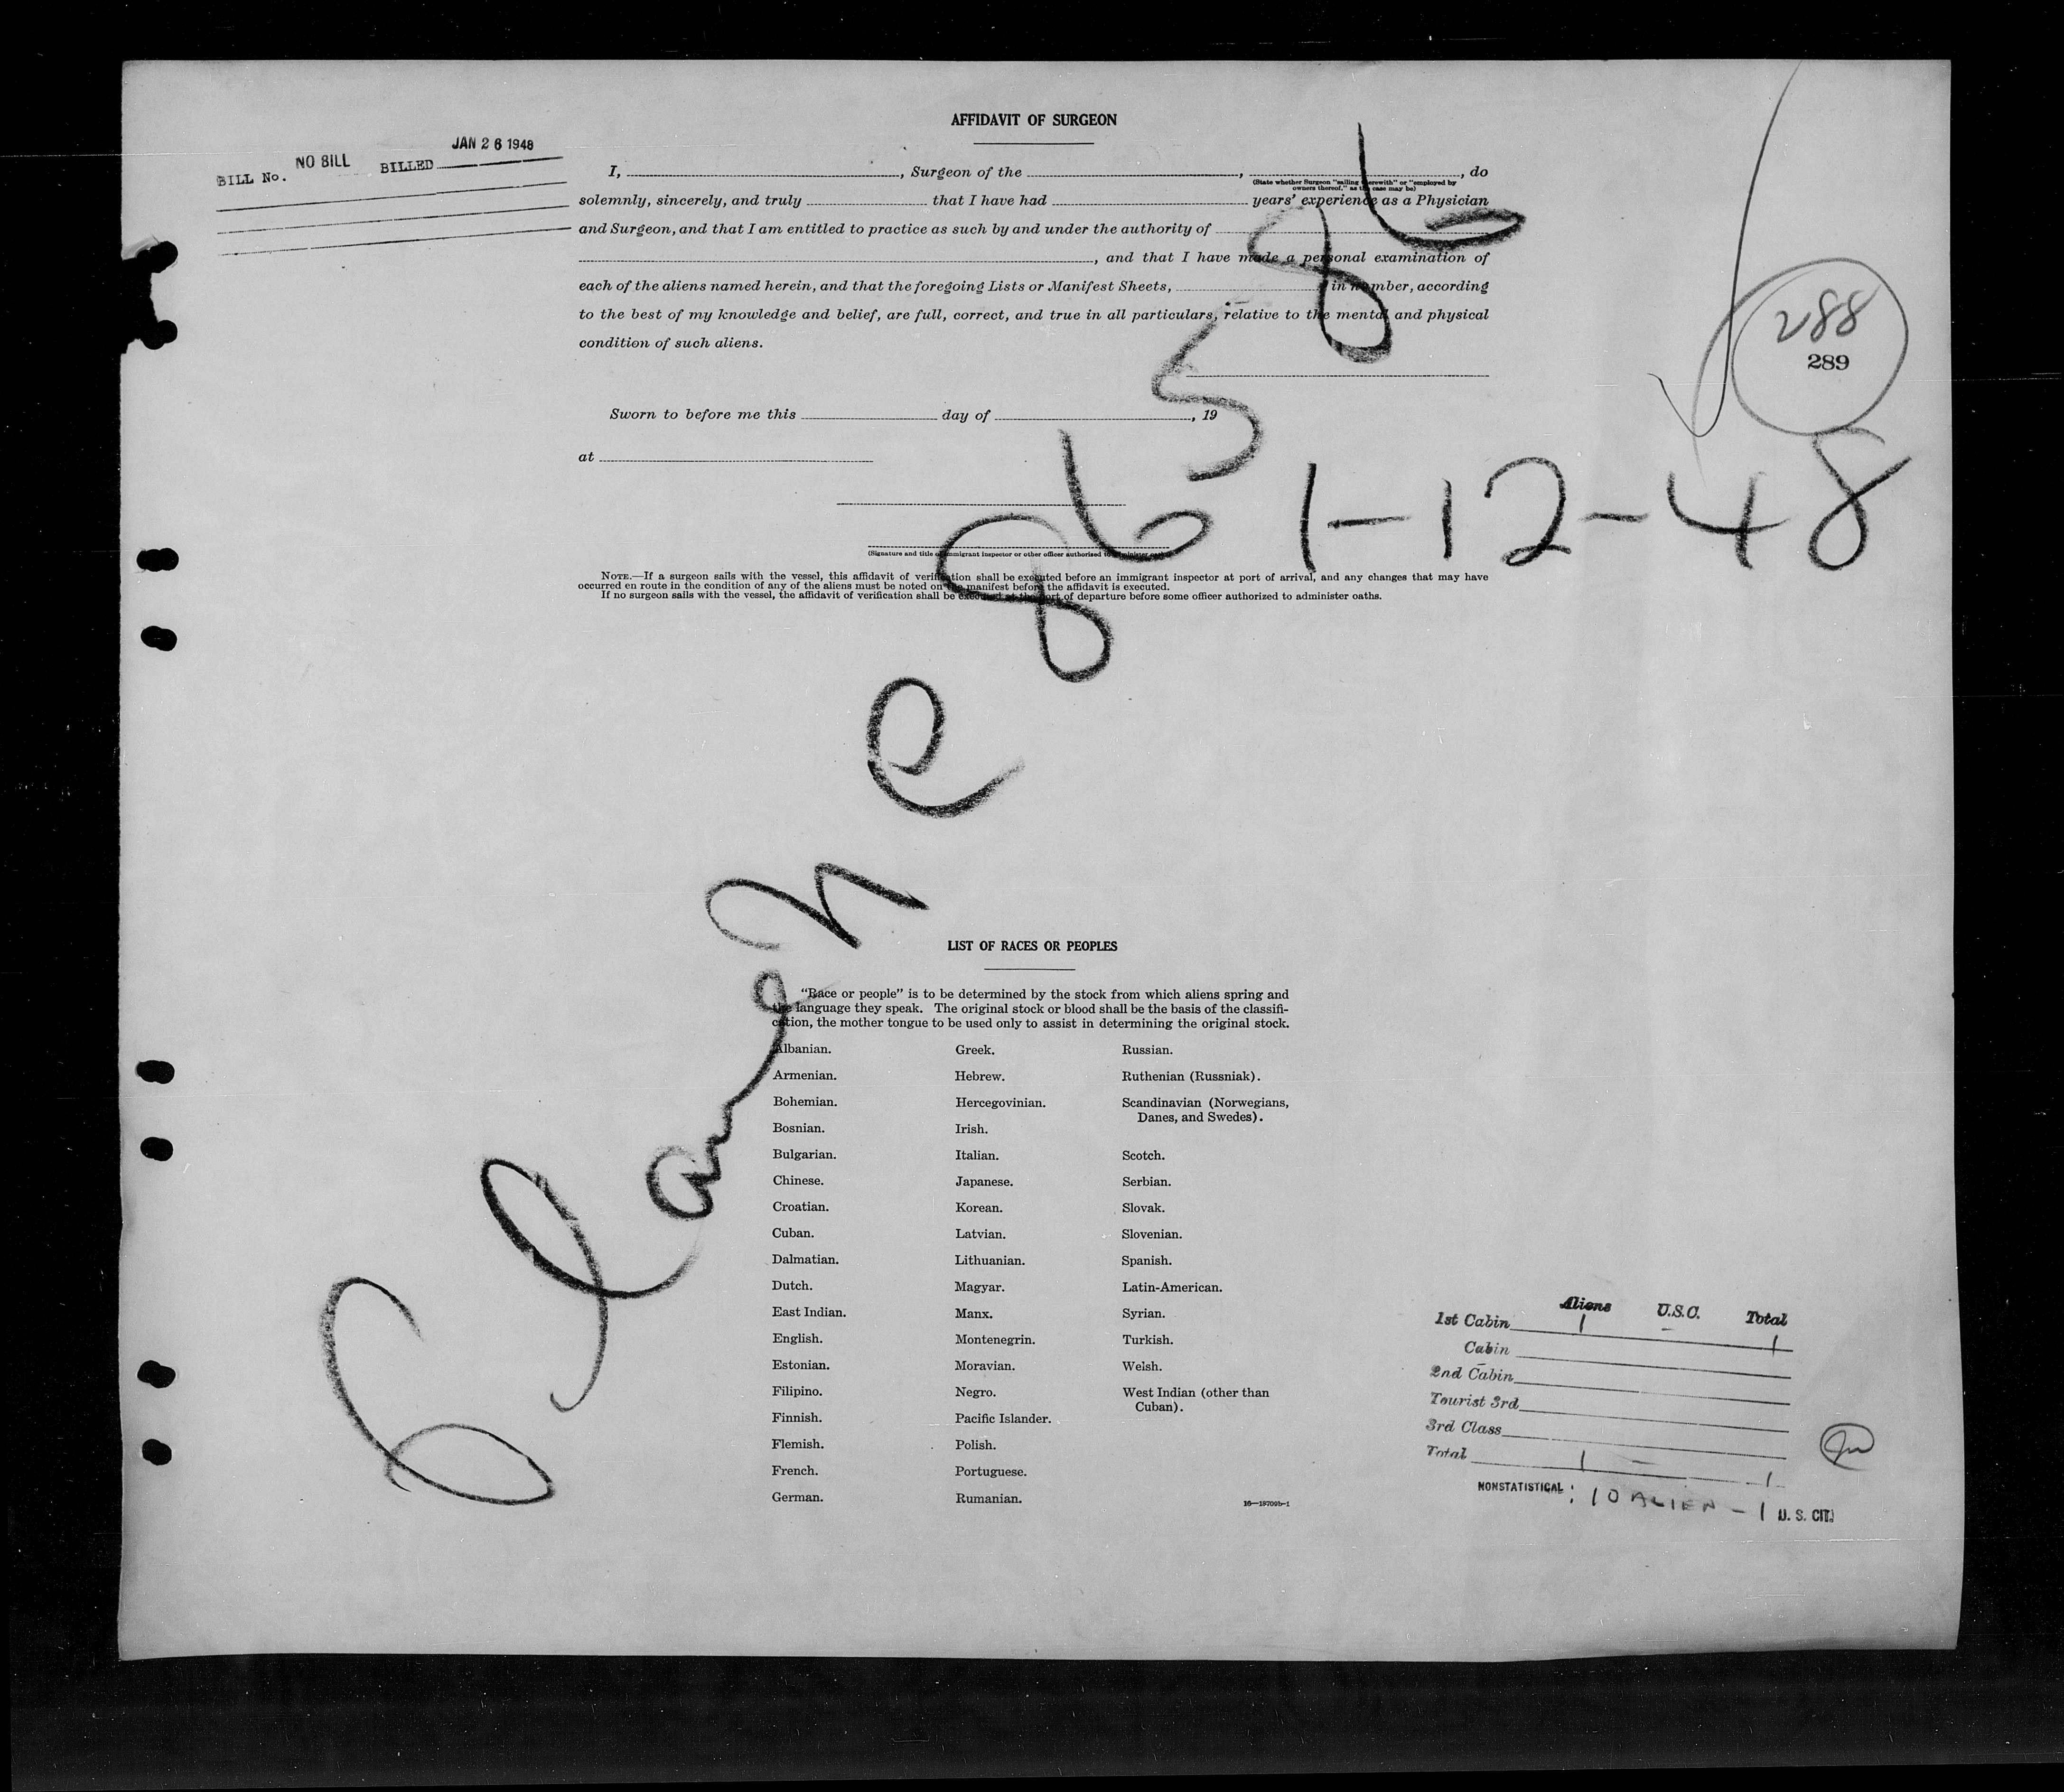 AFFIDAVIT OF SURGEON
JAN 26 1948
BILL No. NO BILL BILLED
I, , Surgeon of the , , do
(State whether Surgeon "sailing therewith" or "employed by
owners thereof," as the case may be)
solemnly, sincerely, and truly that I have had years' experience as a Physician
and Surgeon, and that I am entitled to practice as such by and under the authority of
, and that I have made a personal examination of
each of the aliens named herein, and that the foregoing Lists or Manifest Sheets, in number, according
to the best of my knowledge and belief, are full, correct, and true in all particulars, relative to the mental and physical
condition of such aliens.
288
289
Sworn to before me this day of , 19
at
1-12-48
(Signature and title of immigrant inspector or other officer authorized to administer oaths)
NOTE.—If a surgeon sails with the vessel, this affidavit of verification shall be executed before an immigrant inspector at port of arrival, and any changes that may have
occurred en route in the condition of any of the aliens must be noted on the manifest before the affidavit is executed.
If no surgeon sails with the vessel, the affidavit of verification shall be executed at the port of departure before some officer authorized to administer oaths.
Plane 86586
LIST OF RACES OR PEOPLES
"Race or people" is to be determined by the stock from which aliens spring and
the language they speak. The original stock or blood shall be the basis of the classifi-
cation, the mother tongue to be used only to assist in determining the original stock.
Albanian. Greek. Russian.
Armenian. Hebrew. Ruthenian (Russniak).
Bohemian. Hercegovinian. Scandinavian (Norwegians,
Danes, and Swedes).
Bosnian. Irish.
Bulgarian. Italian. Scotch.
Chinese. Japanese. Serbian.
Croatian. Korean. Slovak.
Cuban. Latvian. Slovenian.
Dalmatian. Lithuanian. Spanish.
Dutch. Magyar. Latin-American.
East Indian. Manx. Syrian.
English. Montenegrin. Turkish.
Estonian. Moravian. Welsh.
Filipino. Negro. West Indian (other than
Cuban).
Finnish. Pacific Islander.
Flemish. Polish.
French. Portuguese.
German. Rumanian.
16—18709b-1
Aliens U.S.C. Total
1st Cabin 1 – 1
Cabin
2nd Cabin
Tourist 3rd
3rd Class
Total 1 – 1
NONSTATISTICAL: 10 ALIEN – 1 U. S. CIT.